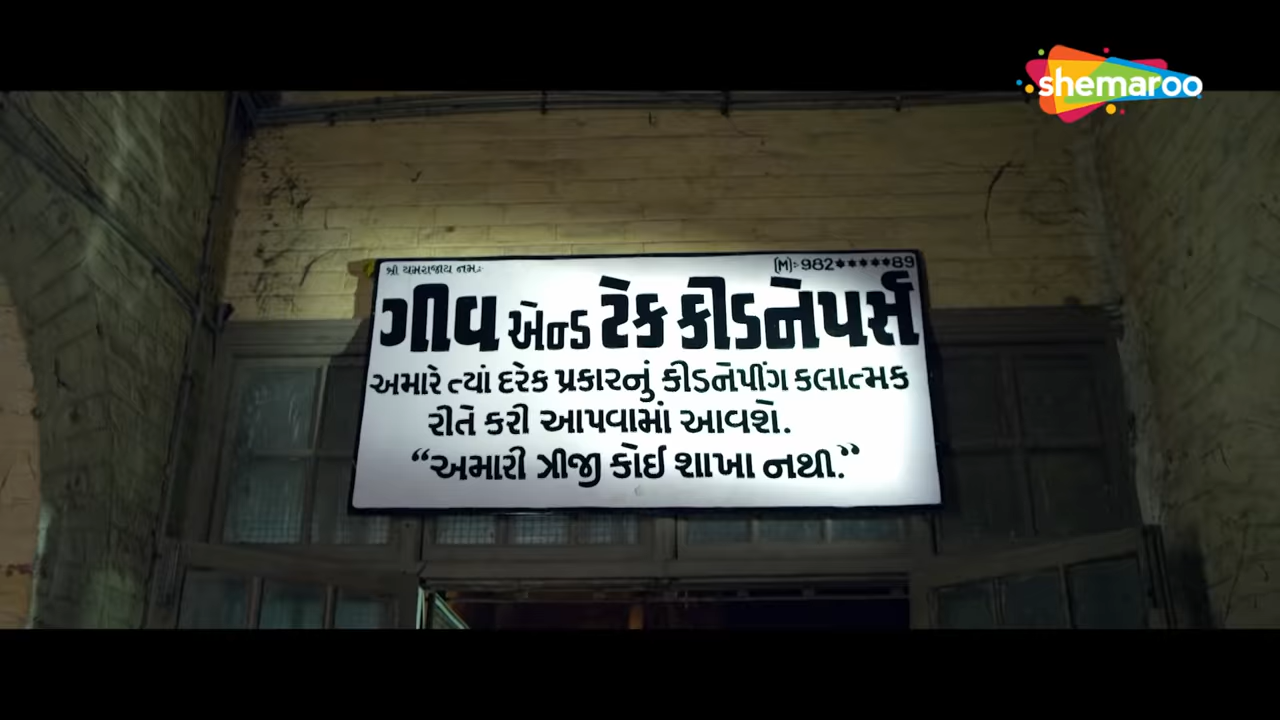 shemaroo
શ્રી યમરાજાય નમઃ
(M):- 982*****89
ગીવ એન્ડ ટેક કીડનેપર્સ
અમારે ત્યાં દરેક પ્રકારનું કીડનેપીંગ કલાત્મક
રીતે કરી આપવામાં આવશે.
“અમારી ત્રીજી કોઈ શાખા નથી.”